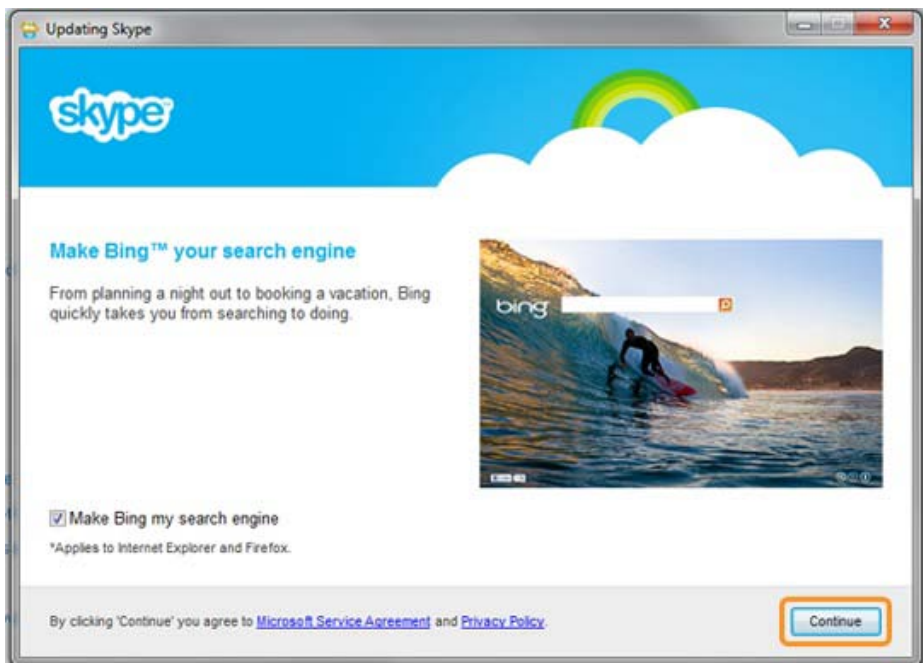 Updating Skype
skype
Make Bing™ your search engine
From planning a night out to booking a vacation, Bing
quickly takes you from searching to doing.
bing
Make Bing my search engine
*Applies to Internet Explorer and Firefox.
By clicking 'Continue' you agree to Microsoft Service Agreement and Privacy Policy.
Continue